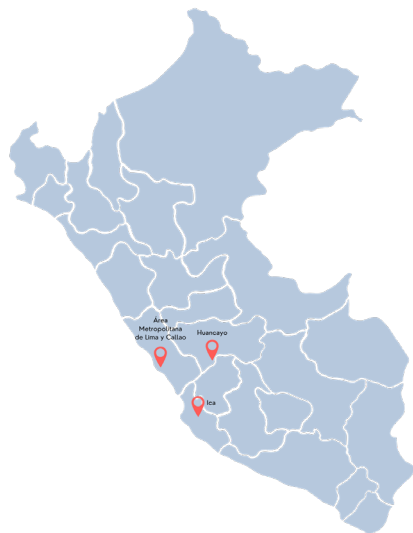 Área
Metropolitana
de Lima y Callao
Huancayo
Ica